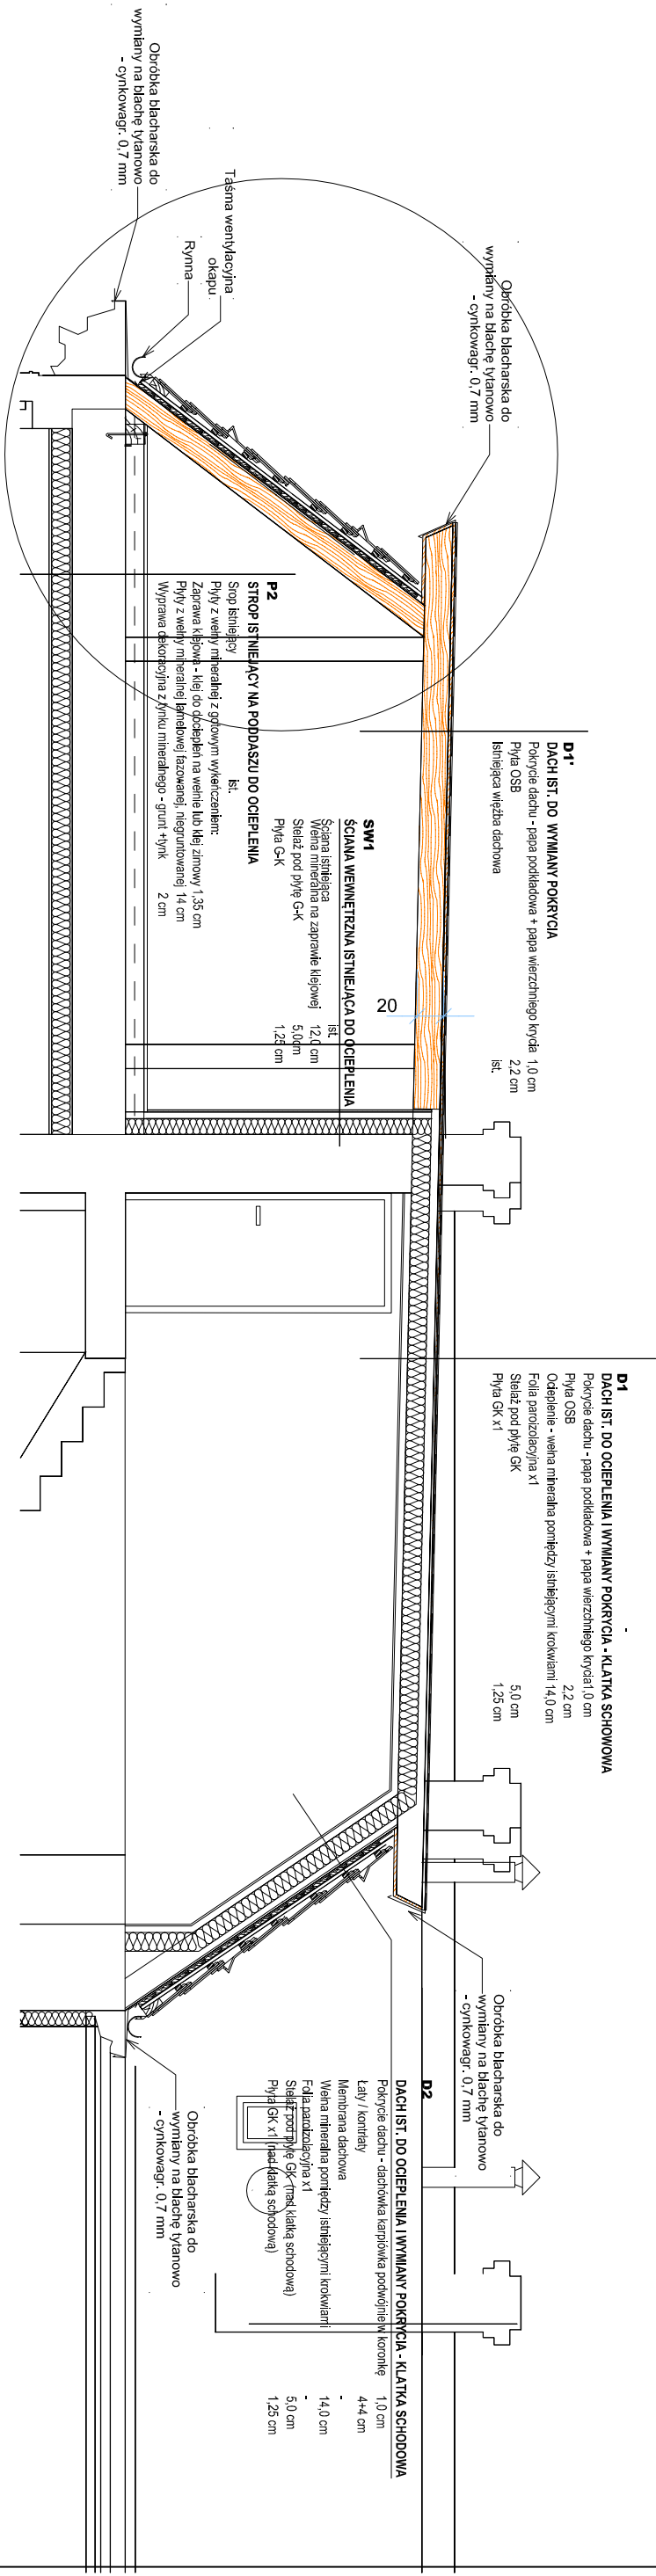 Obróbka blacharska do
wymiany na blachę tytanowo
- cynkowagr. 0,7 mm
Taśma wentylacyjna
okapu
Rynna
Obróbka blacharska do
wymiany na blachę tytanowo
- cynkowagr. 0,7 mm
P2
STROP ISTNIEJĄCY NA PODDASZU DO OCIEPLENIA
Srop istniejący ist.
Płyty z wełny mineralnej z gotowym wykończeniem:
Zaprawa klejowa - klej do dociepleń na wełnie lub klej zimowy 1,35 cm
Płyty z wełny mineralnej lamelowej fazowanej, niegruntowanej 14 cm
Wyprawa dekoracyjna z tynku mineralnego - grunt +tynk 2 cm
D1'
DACH IST. DO WYMIANY POKRYCIA
Pokrycie dachu - papa podkładowa + papa wierzchniego krycia 1,0 cm
Płyta OSB 2,2 cm
Istniejąca więźba dachowa ist.
SW1
ŚCIANA WEWNĘTRZNA ISTNIEJĄCA DO OCIEPLENIA
Ściana istniejąca ist.
Wełna mineralna na zaprawie klejowej 12,0 cm
Stelaż pod płytę G-K 5,0cm
Płyta G-K 1,25 cm
20
D1
DACH IST. DO OCIEPLENIA I WYMIANY POKRYCIA - KLATKA SCHOWOWA
Pokrycie dachu - papa podkładowa + papa wierzchniego krycia1,0 cm
Płyta OSB 2,2 cm
Ocieplenie - wełna mineralna pomiędzy istniejącymi krokwiami 14,0 cm
Folia paroizolacyjna x1 -
Stelaż pod płytę GK 5,0 cm
Płyta GK x1 1,25 cm
Obróbka blacharska do
wymiany na blachę tytanowo
- cynkowagr. 0,7 mm
D2
DACH IST. DO OCIEPLENIA I WYMIANY POKRYCIA - KLATKA SCHODOWA
Pokrycie dachu - dachówka karpiówka podwójnie w koronkę 1,0 cm
Łaty / kontrłaty 4+4 cm
Membrana dachowa -
Wełna mineralna pomiędzy istniejącymi krokwiami 14,0 cm
Folia paroizolacyjna x1 -
Stelaż pod płytę GK (nad klatką schodową) 5,0 cm
Płyta GK x1 (nad klatką schodową) 1,25 cm
Obróbka blacharska do
wymiany na blachę tytanowo
- cynkowagr. 0,7 mm